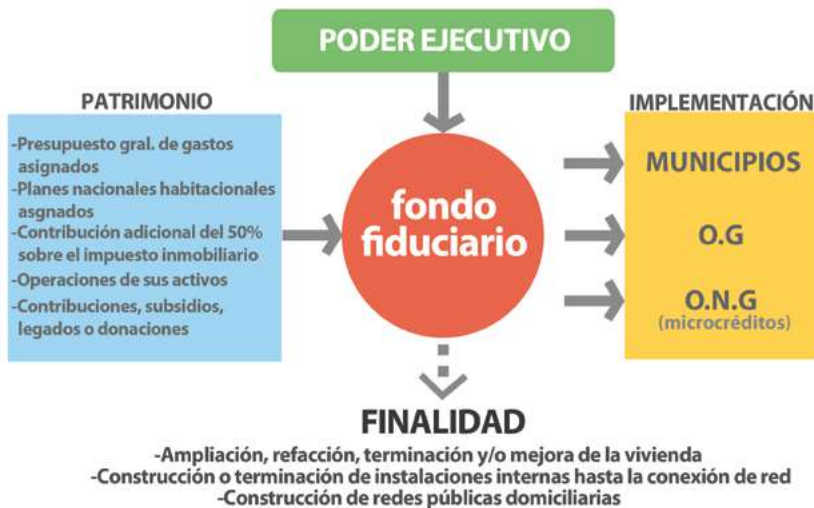 PODER EJECUTIVO
PATRIMONIO
-Presupuesto gral. de gastos
asignados
-Planes nacionales habitacionales
asgnados
-Contribución adicional del 50%
sobre el impuesto inmobiliario
-Operaciones de sus activos
-Contribuciones, subsidios,
legados o donaciones
fondo
fiduciario
IMPLEMENTACIÓN
MUNICIPIOS
O.G
O.N.G
(microcréditos)
FINALIDAD
-Ampliación, refacción, terminación y/o mejora de la vivienda
-Construcción o terminación de instalaciones internas hasta la conexión de red
-Construcción de redes públicas domiciliarias